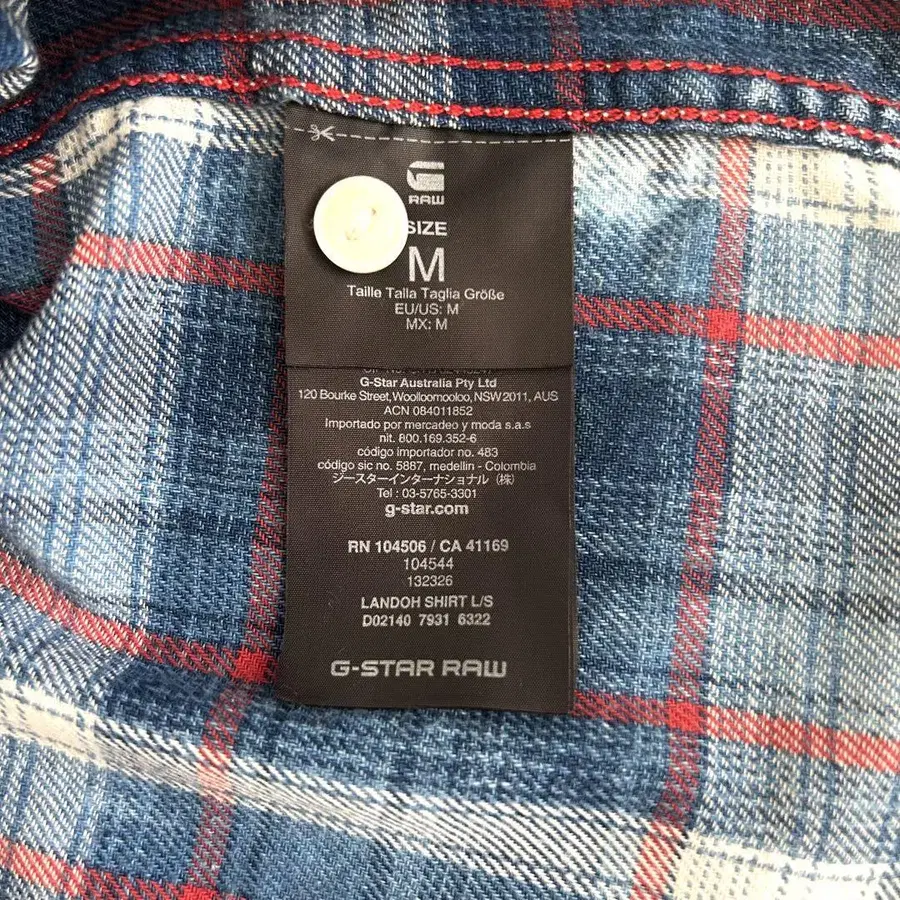 G
RAW
SIZE
M
Taille Talla Taglia Größe
EU/US: M
MX: M
G-Star Australia Pty Ltd
120 Bourke Street, Woolloomooloo, NSW 2011, AUS
ACN 084011852
Importado por mercadeo y moda s.a.s
nit. 800.169.352-6
código importador no. 483
código sic no. 5887, medellin - Colombia
ジースターインターナショナル（株）
Tel : 03-5765-3301
g-star.com
RN 104506 / CA 41169
104544
132326
LANDOH SHIRT L/S
D02140 7931 6322
G-STAR RAW